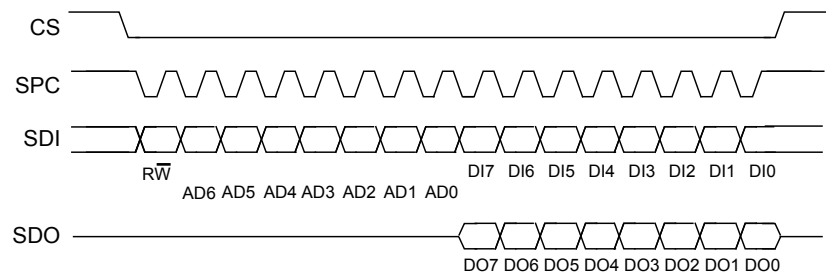 CS
SPC
SDI
RW̅ DI7 DI6 DI5 DI4 DI3 DI2 DI1 DI0
AD6 AD5 AD4 AD3 AD2 AD1 AD0
SDO
DO7 DO6 DO5 DO4 DO3 DO2 DO1 DO0